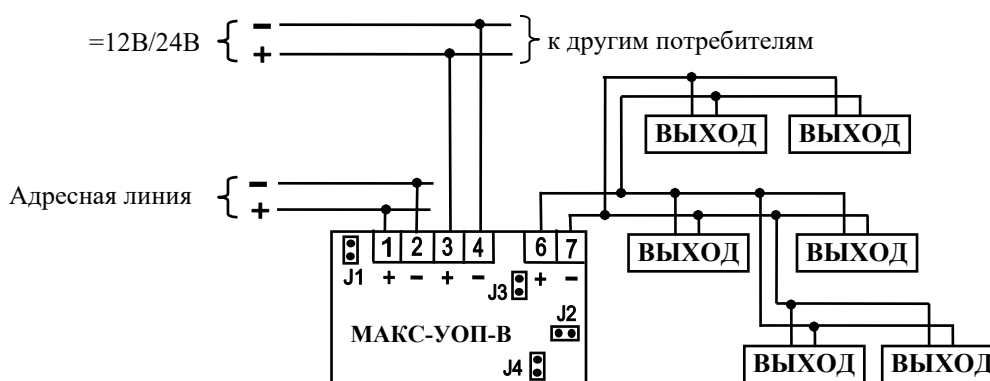 =12В/24В
−
+
к другим потребителям
Адресная линия
−
+
ВЫХОД ВЫХОД
ВЫХОД ВЫХОД
ВЫХОД ВЫХОД
1 2 3 4 6 7
J1 + − + − J3 + −
J2
МАКС-УОП-В
J4